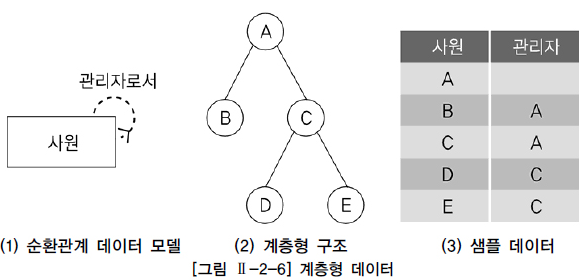 관리자로서
사원
A
B C
D E
사원 관리자
A
B A
C A
D C
E C
(1) 순환관계 데이터 모델 (2) 계층형 구조 (3) 샘플 데이터
[그림 Ⅱ-2-6] 계층형 데이터